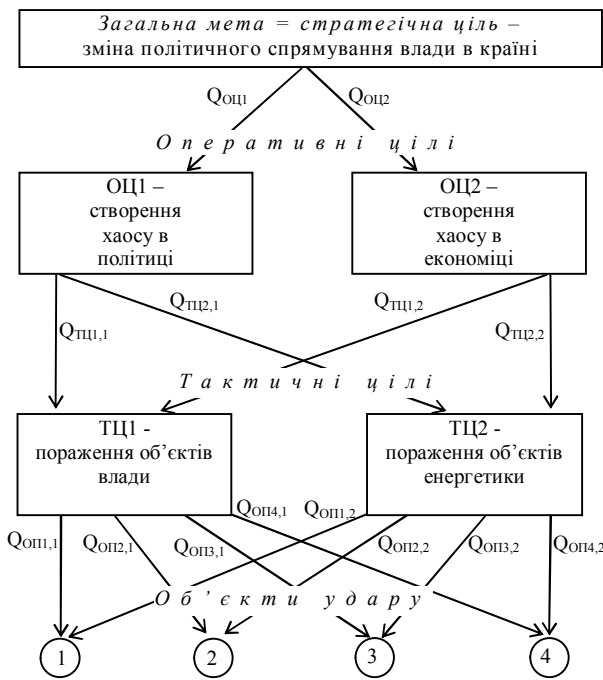 Загальна мета = стратегічна ціль –
зміна політичного спрямування влади в країні
QОЦ1 QОЦ2
Оперативні цілі
ОЦ1 –
створення
хаосу в
політиці
ОЦ2 –
створення
хаосу в
економіці
QТЦ1,1 QТЦ2,1 QТЦ1,2 QТЦ2,2
Тактичні цілі
ТЦ1 -
пораження об’єктів
влади
ТЦ2 -
пораження об’єктів
енергетики
QОП4,1 QОП1,2
QОП1,1 QОП2,1 QОП3,1 QОП2,2 QОП3,2 QОП4,2
Об’єкти удару
1 2 3 4